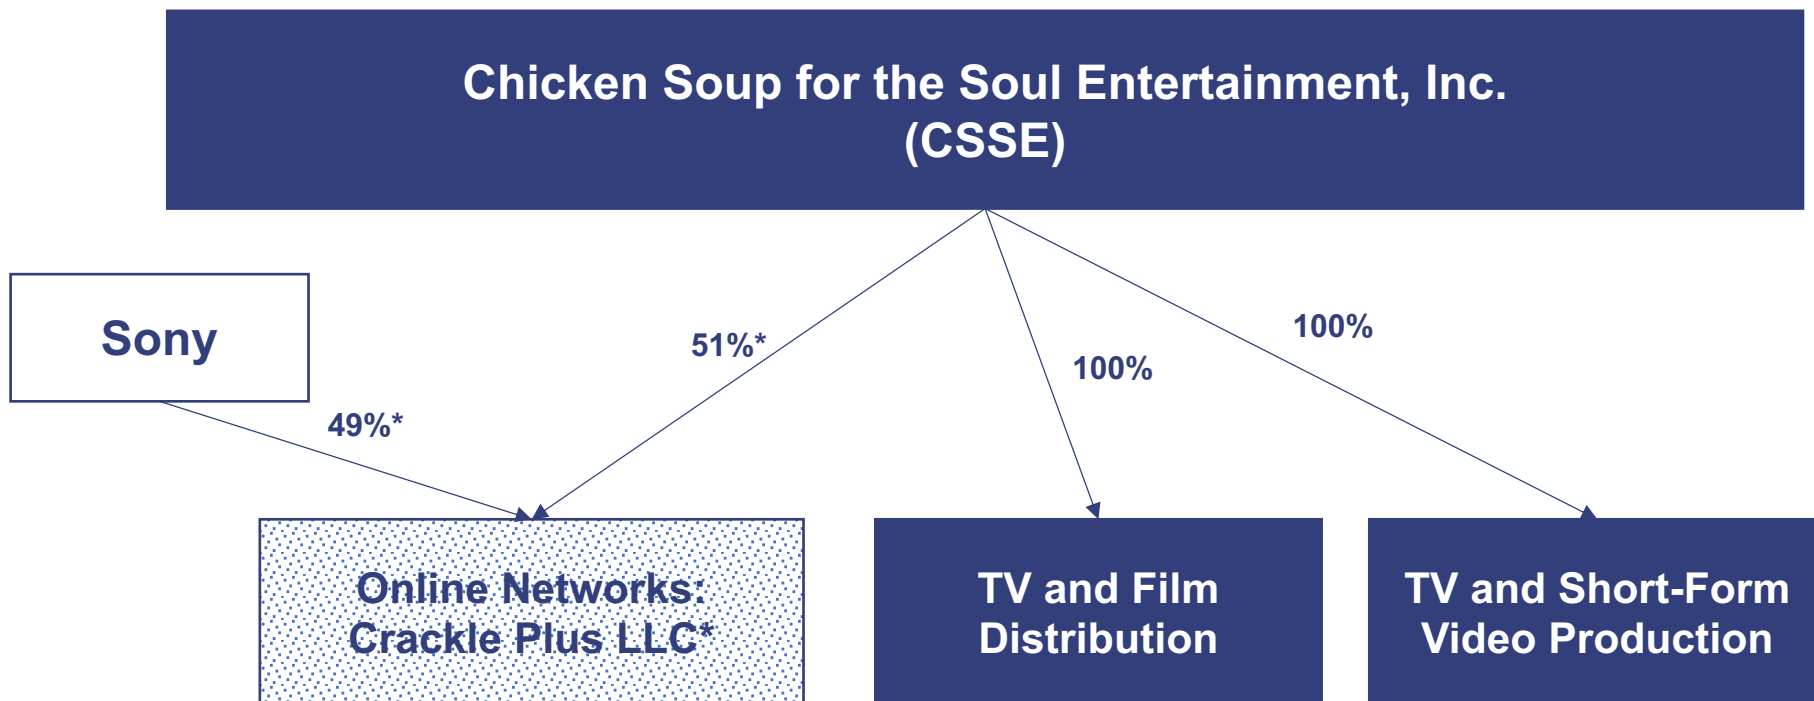 Chicken Soup for the Soul Entertainment, Inc.
(CSSE)
Sony
51%*
100%
100%
49%*
Online Networks:
Crackle Plus LLC*
TV and Film
Distribution
TV and Short-Form
Video Production